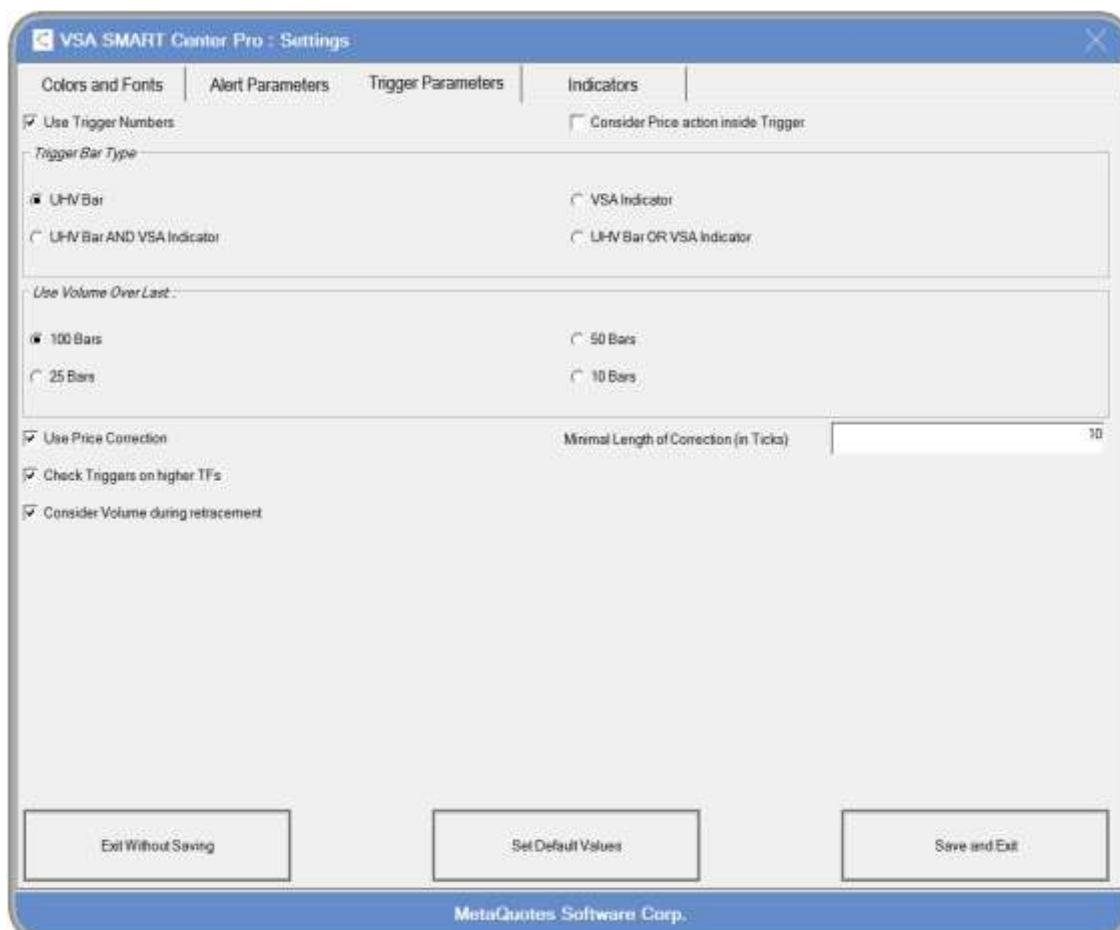 VSA SMART Center Pro : Settings
Colors and Fonts Alert Parameters Trigger Parameters Indicators
Use Trigger Numbers Consider Price action inside Trigger
Trigger Bar Type
UHV Bar VSA Indicator
UHV Bar AND VSA Indicator UHV Bar OR VSA Indicator
Use Volume Over Last :
100 Bars 50 Bars
25 Bars 10 Bars
Use Price Correction Minimal Length of Correction (in Ticks) 10
Check Triggers on higher TFs
Consider Volume during retracement
Exit Without Saving Set Default Values Save and Exit
MetaQuotes Software Corp.